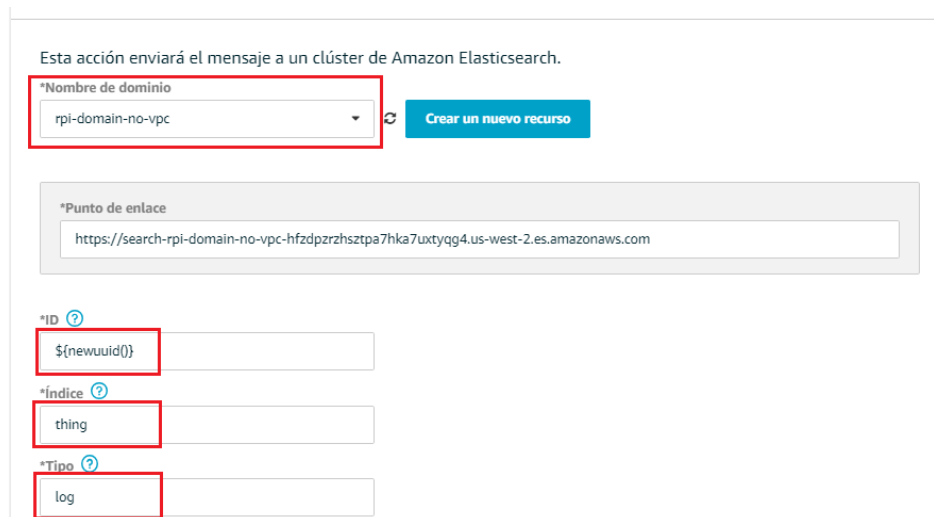 Esta acción enviará el mensaje a un clúster de Amazon Elasticsearch.
*Nombre de dominio
rpi-domain-no-vpc
Crear un nuevo recurso
*Punto de enlace
https://search-rpi-domain-no-vpc-hfzdpzrzhsztpa7hka7uxtyqg4.us-west-2.es.amazonaws.com
*ID ?
${newuuid()}
*Índice ?
thing
*Tipo ?
log